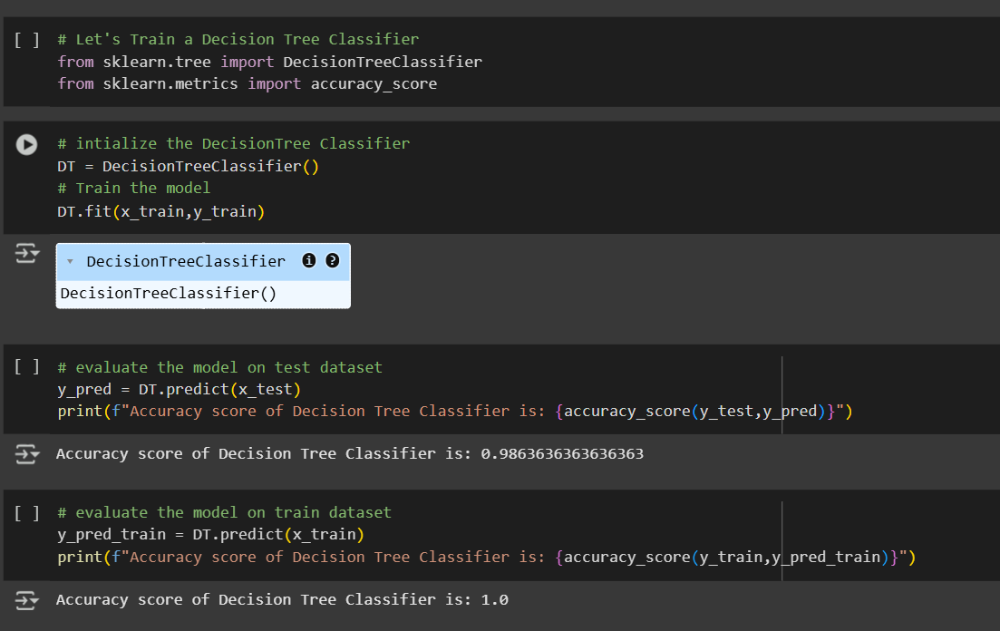 [ ] # Let's Train a Decision Tree Classifier
from sklearn.tree import DecisionTreeClassifier
from sklearn.metrics import accuracy_score
# intialize the DecisionTree Classifier
DT = DecisionTreeClassifier()
# Train the model
DT.fit(x_train,y_train)
DecisionTreeClassifier i ?
DecisionTreeClassifier()
[ ] # evaluate the model on test dataset
y_pred = DT.predict(x_test)
print(f"Accuracy score of Decision Tree Classifier is: {accuracy_score(y_test,y_pred)}")
Accuracy score of Decision Tree Classifier is: 0.9863636363636363
[ ] # evaluate the model on train dataset
y_pred_train = DT.predict(x_train)
print(f"Accuracy score of Decision Tree Classifier is: {accuracy_score(y_train,y_pred_train)}")
Accuracy score of Decision Tree Classifier is: 1.0